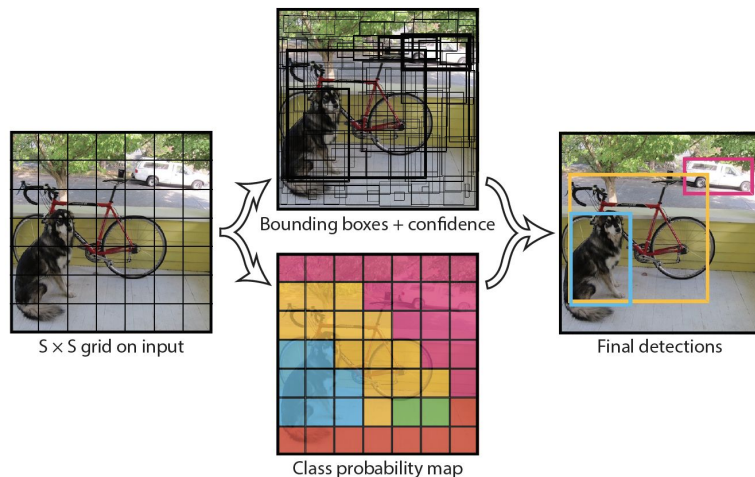 Bounding boxes + confidence
S × S grid on input
Final detections
Class probability map